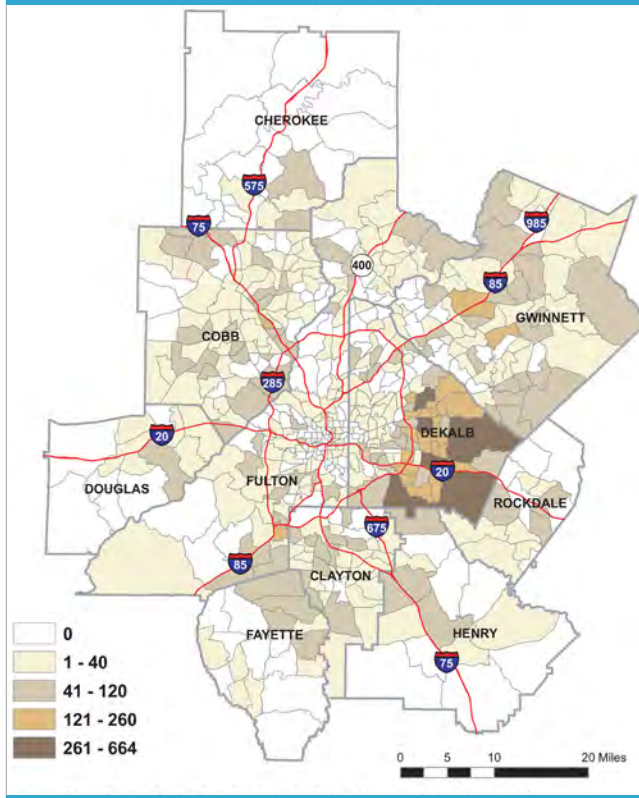 CHEROKEE
575
75
985
400
85
GWINNETT
COBB
285
DEKALB
20
20
DOUGLAS
FULTON
ROCKDALE
675
85
CLAYTON
FAYETTE
HENRY
75
0
1 - 40
41 - 120
121 - 260
261 - 664
0 5 10 20 Miles